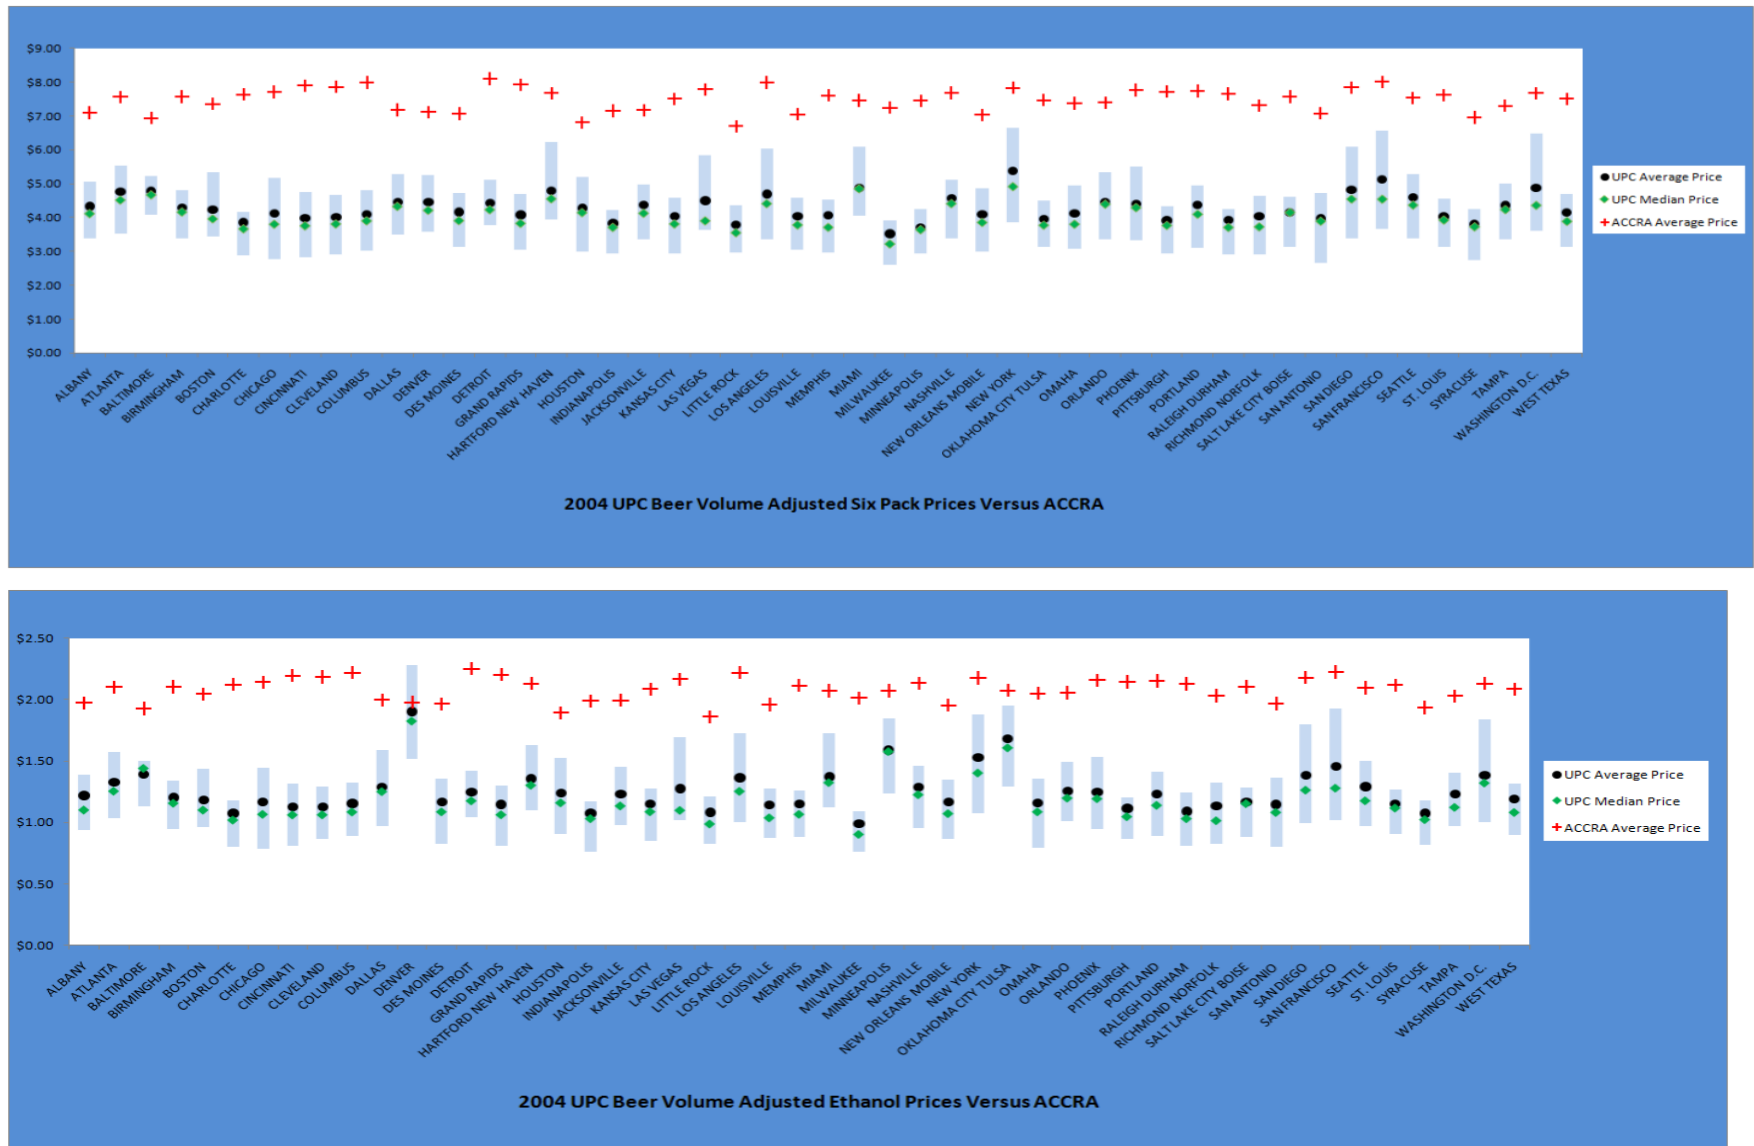 $9.00
$8.00
$7.00
$6.00
$5.00
$4.00
$3.00
$2.00
$1.00
$0.00
UPC Average Price
UPC Median Price
ACCRA Average Price
ALBANY
ATLANTA
BALTIMORE
BIRMINGHAM
BOSTON
CHARLOTTE
CHICAGO
CINCINNATI
CLEVELAND
COLUMBUS
DALLAS
DENVER
DES MOINES
DETROIT
GRAND RAPIDS
HARTFORD NEW HAVEN
HOUSTON
INDIANAPOLIS
JACKSONVILLE
KANSAS CITY
LAS VEGAS
LITTLE ROCK
LOS ANGELES
LOUISVILLE
MEMPHIS
MIAMI
MILWAUKEE
MINNEAPOLIS
NASHVILLE
NEW ORLEANS MOBILE
NEW YORK
OKLAHOMA CITY TULSA
OMAHA
ORLANDO
PHOENIX
PITTSBURGH
PORTLAND
RALEIGH DURHAM
RICHMOND NORFOLK
SALT LAKE CITY BOISE
SAN ANTONIO
SAN DIEGO
SAN FRANCISCO
SEATTLE
ST. LOUIS
SYRACUSE
TAMPA
WASHINGTON D.C.
WEST TEXAS
2004 UPC Beer Volume Adjusted Six Pack Prices Versus ACCRA
$2.50
$2.00
$1.50
$1.00
$0.50
$0.00
UPC Average Price
UPC Median Price
ACCRA Average Price
ALBANY
ATLANTA
BALTIMORE
BIRMINGHAM
BOSTON
CHARLOTTE
CHICAGO
CINCINNATI
CLEVELAND
COLUMBUS
DALLAS
DENVER
DES MOINES
DETROIT
GRAND RAPIDS
HARTFORD NEW HAVEN
HOUSTON
INDIANAPOLIS
JACKSONVILLE
KANSAS CITY
LAS VEGAS
LITTLE ROCK
LOS ANGELES
LOUISVILLE
MEMPHIS
MIAMI
MILWAUKEE
MINNEAPOLIS
NASHVILLE
NEW ORLEANS MOBILE
NEW YORK
OKLAHOMA CITY TULSA
OMAHA
ORLANDO
PHOENIX
PITTSBURGH
PORTLAND
RALEIGH DURHAM
RICHMOND NORFOLK
SALT LAKE CITY BOISE
SAN ANTONIO
SAN DIEGO
SAN FRANCISCO
SEATTLE
ST. LOUIS
SYRACUSE
TAMPA
WASHINGTON D.C.
WEST TEXAS
2004 UPC Beer Volume Adjusted Ethanol Prices Versus ACCRA